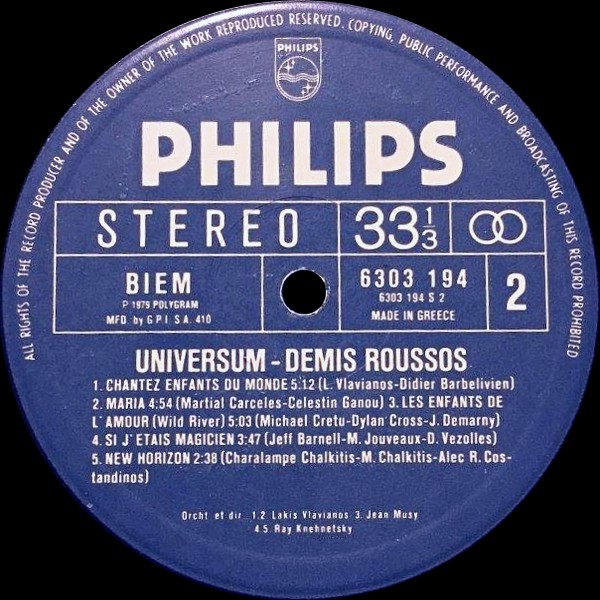 ALL RIGHTS OF THE RECORD PRODUCER AND OF THE OWNER OF THE WORK REPRODUCED RESERVED. COPYING, PUBLIC PERFORMANCE AND BROADCASTING OF THIS RECORD PROHIBITED
PHILIPS
PHILIPS
STEREO 33 1/3
BIEM
P 1979 POLYGRAM
MFD. by G P I S A. 410
6303 194
6303 194 S 2
MADE IN GREECE
2
UNIVERSUM - DEMIS ROUSSOS
1. CHANTEZ ENFANTS DU MONDE 5:12 (L. Vlavianos-Didier Barbelivien)
2. MARIA 4:54 (Martial Carceles-Celestin Ganou) 3. LES ENFANTS DE
L' AMOUR (Wild River) 5:03 (Michael Cretu-Dylan Cross-J. Demarny)
4. SI J' ETAIS MAGICIEN 3:47 (Jeff Barnell-M. Jouveaux-D. Vezolles)
5. NEW HORIZON 2:38 (Charalampe Chalkitis-M. Chalkitis-Alec R. Cos-
tandinos)
Orcht et dir. 1.2 Lakis Vlavianos 3. Jean Musy
4.5 Ray Knehnetsky